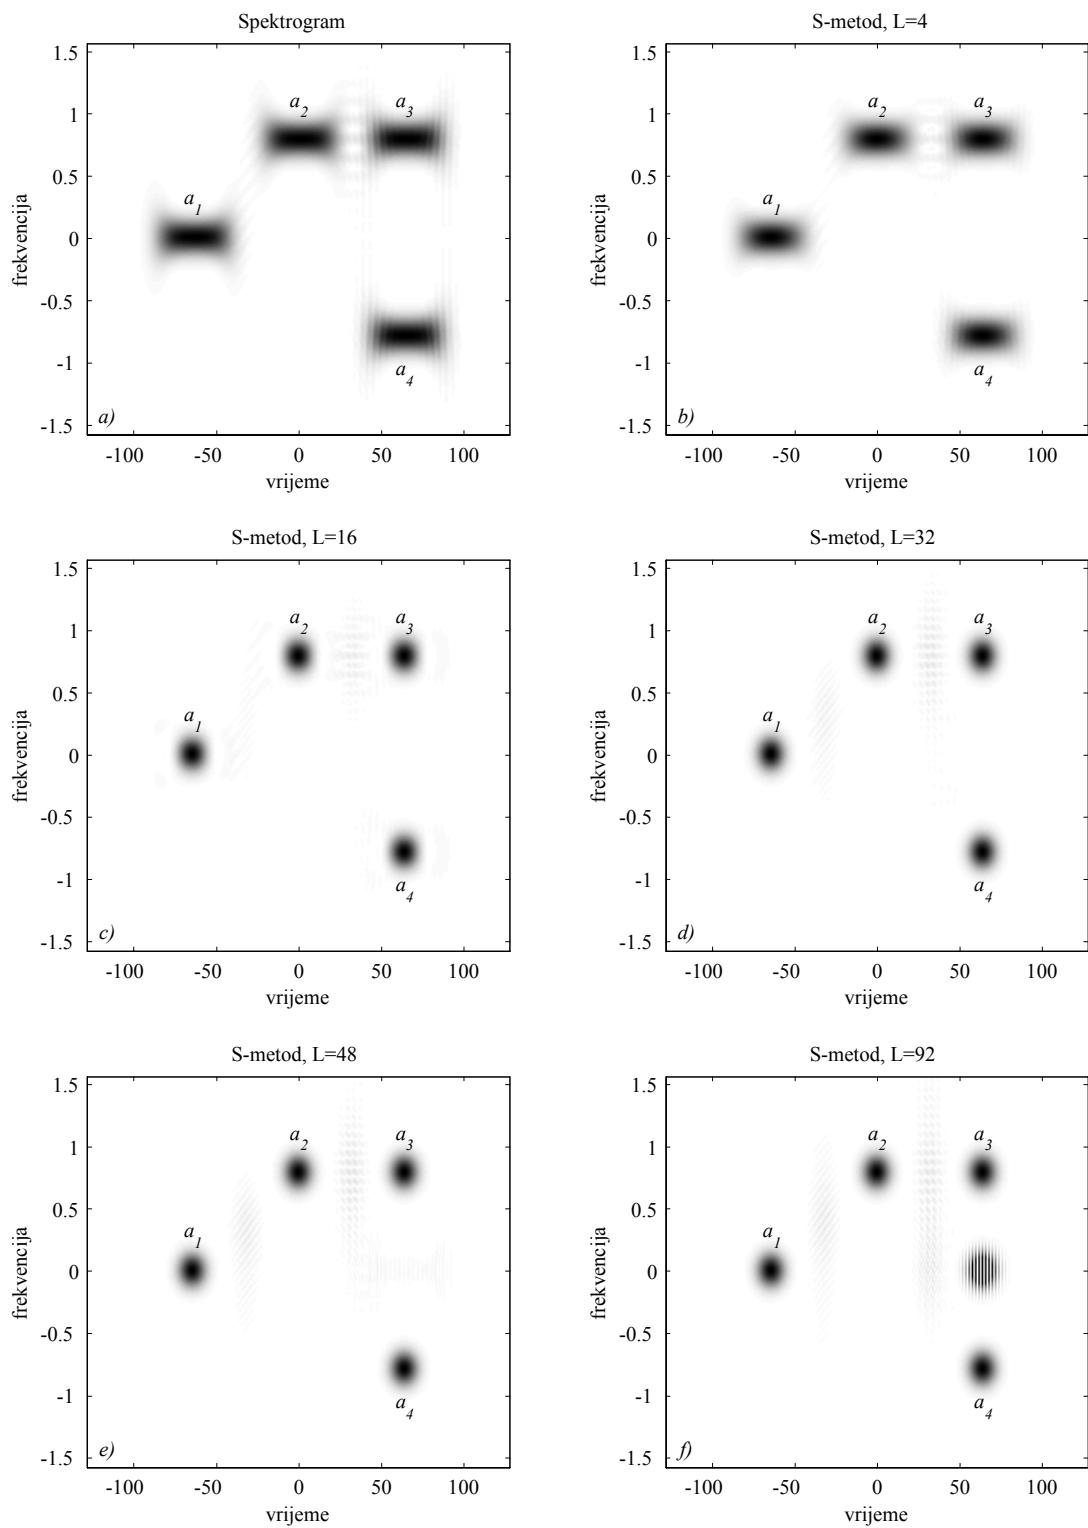 Spektrogram
1.5
1
0.5
0
-0.5
-1
-1.5
frekvencija
a1
a2
a3
a4
a)
-100 -50 0 50 100
vrijeme
S-metod, L=4
1.5
1
0.5
0
-0.5
-1
-1.5
frekvencija
a1
a2
a3
a4
b)
-100 -50 0 50 100
vrijeme
S-metod, L=16
1.5
1
0.5
0
-0.5
-1
-1.5
frekvencija
a1
a2
a3
a4
c)
-100 -50 0 50 100
vrijeme
S-metod, L=32
1.5
1
0.5
0
-0.5
-1
-1.5
frekvencija
a1
a2
a3
a4
d)
-100 -50 0 50 100
vrijeme
S-metod, L=48
1.5
1
0.5
0
-0.5
-1
-1.5
frekvencija
a1
a2
a3
a4
e)
-100 -50 0 50 100
vrijeme
S-metod, L=92
1.5
1
0.5
0
-0.5
-1
-1.5
frekvencija
a1
a2
a3
a4
f)
-100 -50 0 50 100
vrijeme